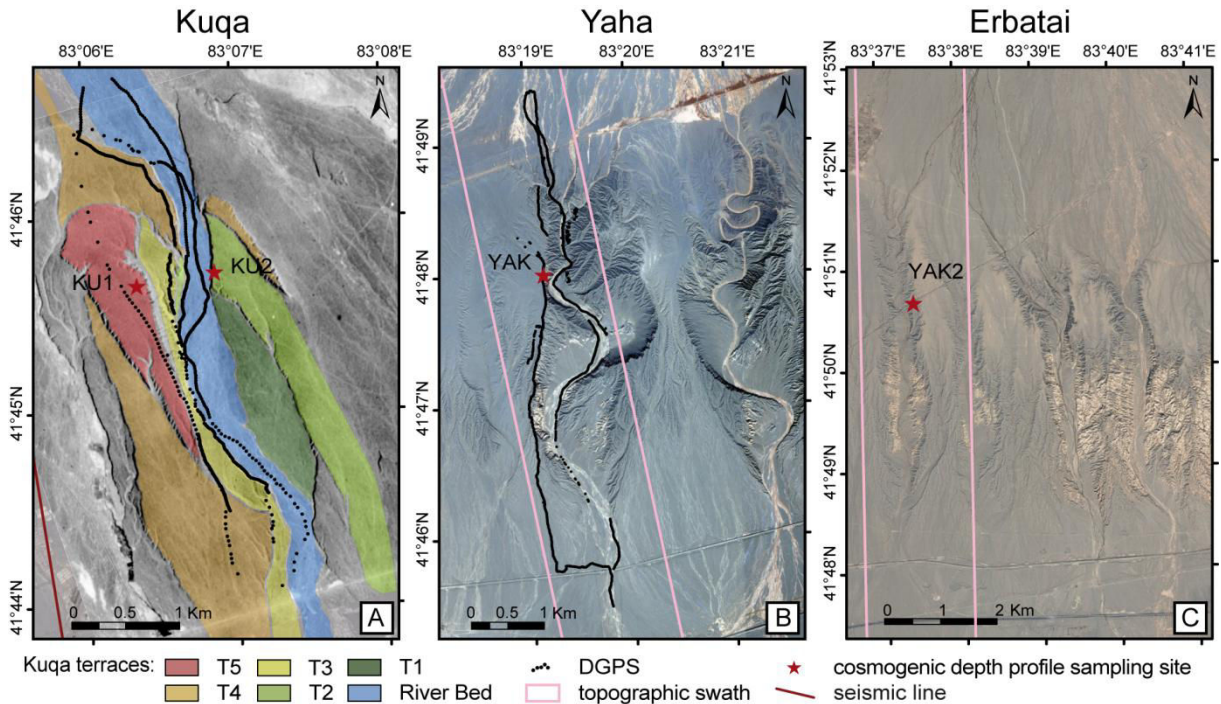 Kuqa
Yaha
Erbatai
83°06'E
83°07'E
83°08'E
83°19'E
83°20'E
83°21'E
83°37'E
83°38'E
83°39'E
83°40'E
83°41'E
41°46'N
41°45'N
41°44'N
N
KU1
KU2
0 0.5 1 Km
A
41°49'N
41°48'N
41°47'N
41°46'N
N
YAK
0 0.5 1 Km
B
41°53'N
41°52'N
41°51'N
41°50'N
41°49'N
41°48'N
N
YAK2
0 1 2 Km
C
Kuqa terraces:
T5
T3
T1
DGPS
cosmogenic depth profile sampling site
T4
T2
River Bed
topographic swath
seismic line